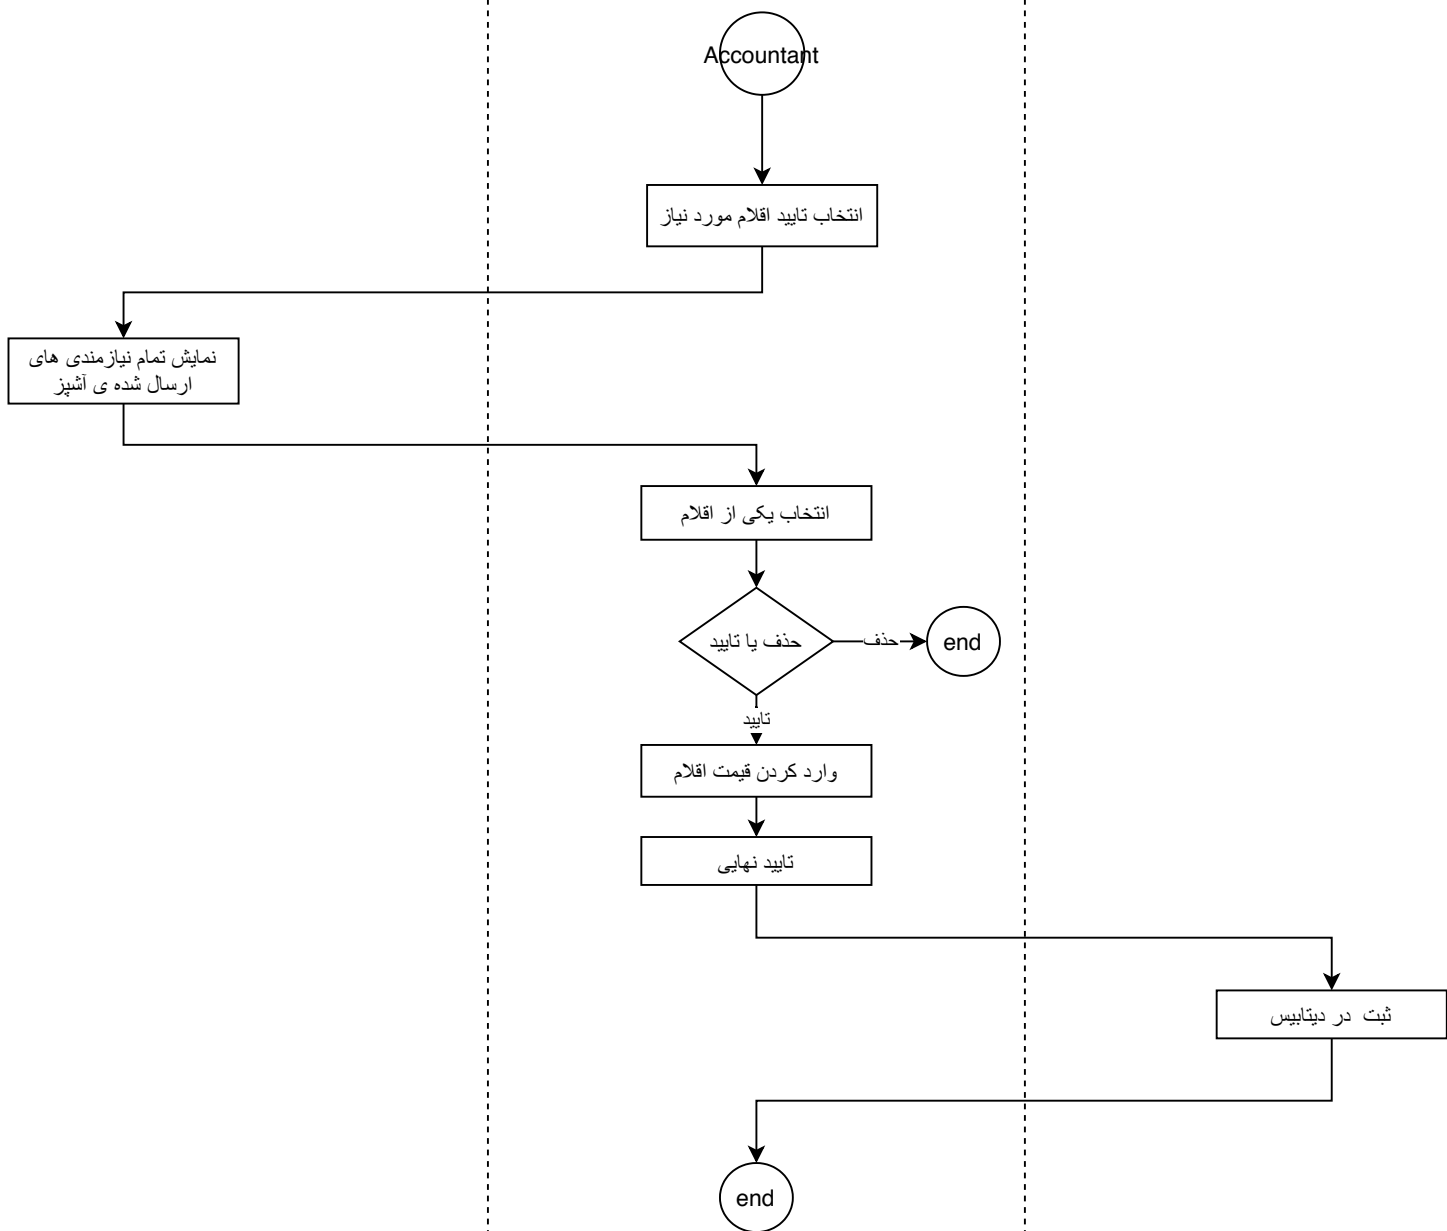 Accountant
انتخاب تایید اقلام مورد نیاز
نمایش تمام نیازمندی های
ارسال شده ی آشپز
انتخاب یکی از اقلام
حذف یا تایید
حذف
end
تایید
وارد کردن قیمت اقلام
تایید نهایی
ثبت در دیتابیس
end